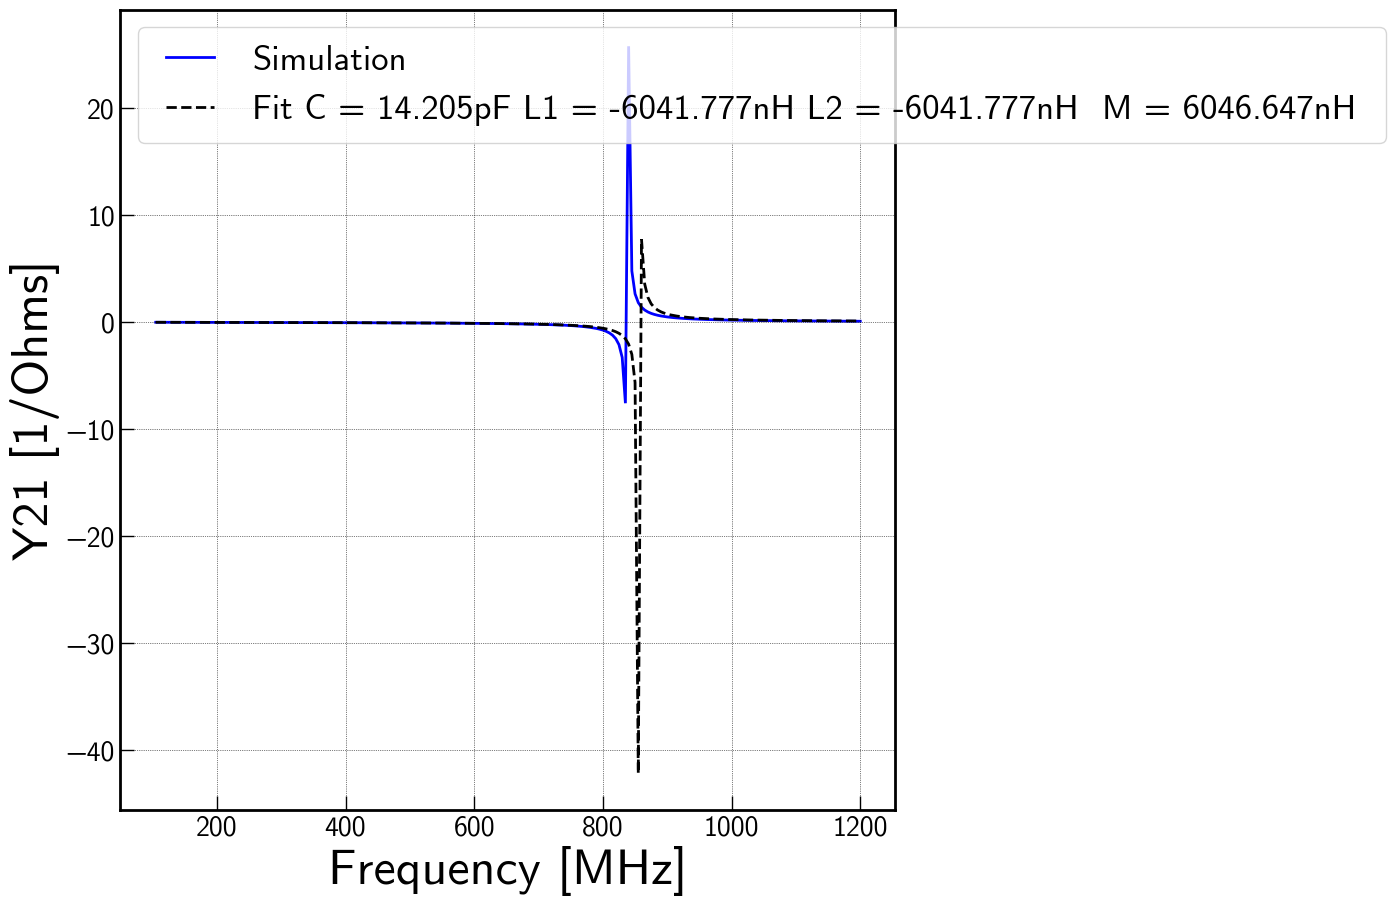 Simulation
Fit C = 14.205pF L1 = -6041.777nH L2 = -6041.777nH M = 6046.647nH
20
10
0
−10
−20
−30
−40
Y21 [1/Ohms]
200 400 600 800 1000 1200
Frequency [MHz]